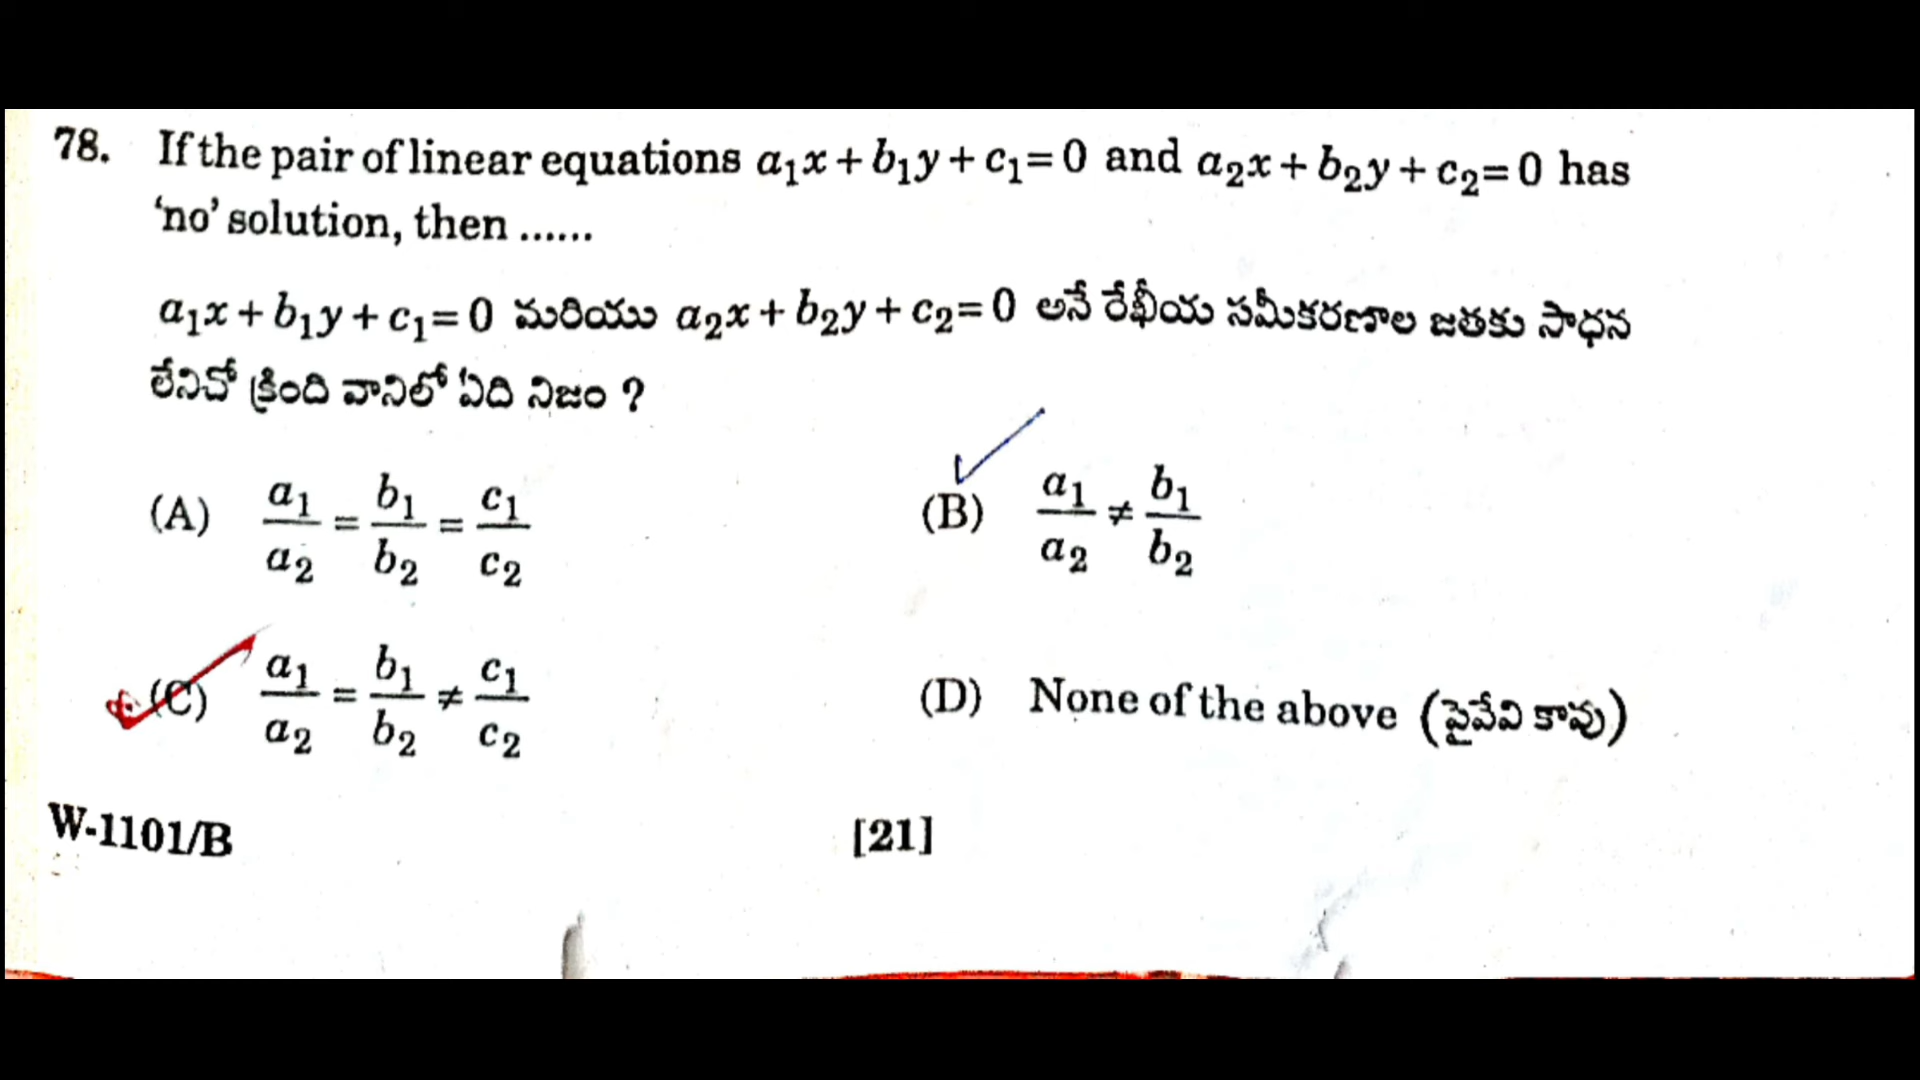 78. If the pair of linear equations a₁x + b₁y + c₁ = 0 and a₂x + b₂y + c₂ = 0 has
'no' solution, then ......
a₁x + b₁y + c₁ = 0 మరియు a₂x + b₂y + c₂ = 0 అనే రేఖీయ సమీకరణాల జతకు సాధన
లేనిచో క్రింది వానిలో ఏది నిజం ?
(A) a₁/a₂ = b₁/b₂ = c₁/c₂ (B) a₁/a₂ ≠ b₁/b₂
(C) a₁/a₂ = b₁/b₂ ≠ c₁/c₂ (D) None of the above (పైవేవి కావు)
W-1101/B [21]